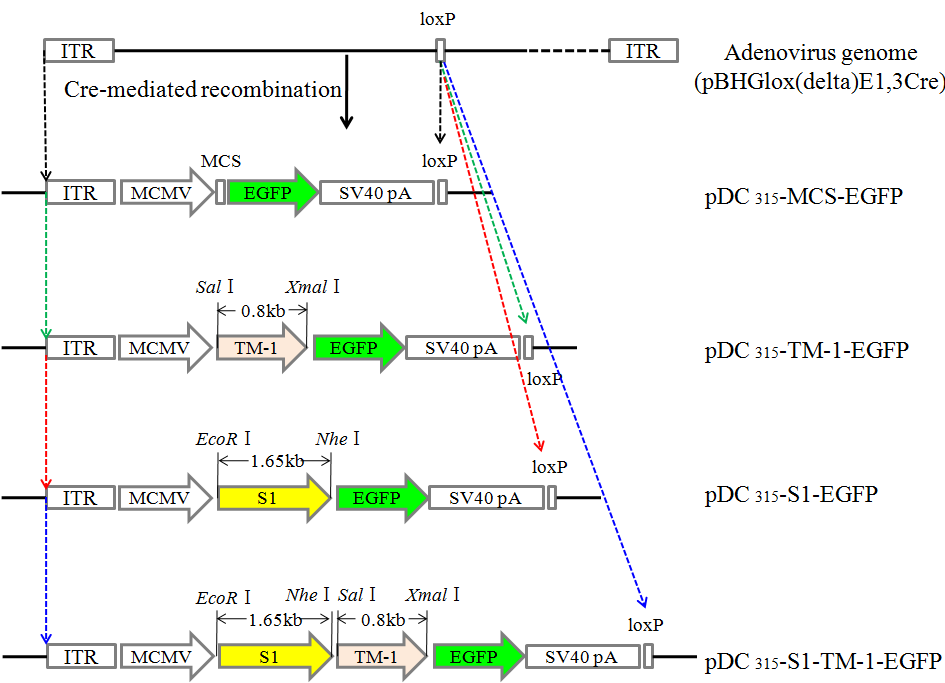 loxP
ITR
ITR
Adenovirus genome
(pBHGlox(delta)E1,3Cre)
Cre-mediated recombination
MCS
loxP
ITR
MCMV
EGFP
SV40 pA
pDC 315-MCS-EGFP
Sal I
Xmal I
0.8kb
ITR
MCMV
TM-1
EGFP
SV40 pA
pDC 315-TM-1-EGFP
loxP
EcoR I
Nhe I
1.65kb
loxP
ITR
MCMV
S1
EGFP
SV40 pA
pDC 315-S1-EGFP
EcoR I
Nhe I
Sal I
Xmal I
1.65kb
0.8kb
loxP
ITR
MCMV
S1
TM-1
EGFP
SV40 pA
pDC 315-S1-TM-1-EGFP